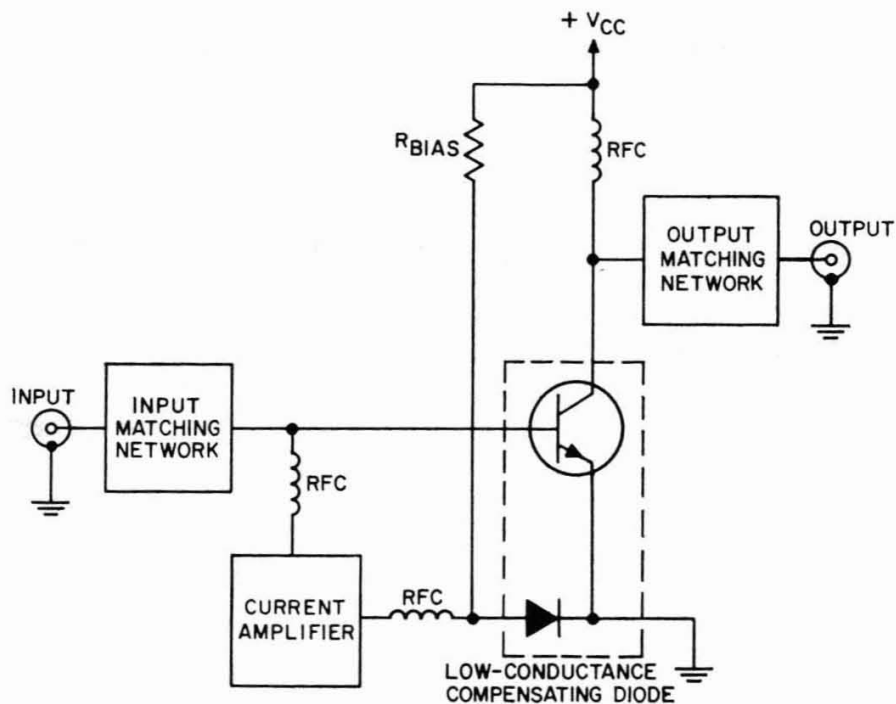 + VCC
RBIAS
RFC
OUTPUT
MATCHING
NETWORK
OUTPUT
INPUT
INPUT
MATCHING
NETWORK
RFC
CURRENT
AMPLIFIER
RFC
LOW-CONDUCTANCE
COMPENSATING DIODE